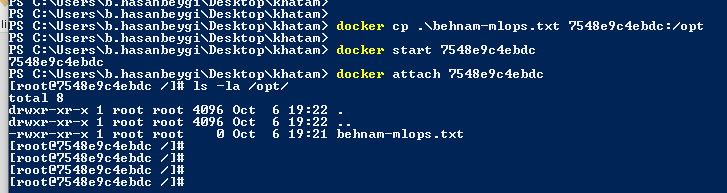 PS C:\Users\b.hasanbeygi\Desktop\khatam>
PS C:\Users\b.hasanbeygi\Desktop\khatam> docker cp .\behnam-mlops.txt 7548e9c4ebdc:/opt
PS C:\Users\b.hasanbeygi\Desktop\khatam>
PS C:\Users\b.hasanbeygi\Desktop\khatam> docker start 7548e9c4ebdc
7548e9c4ebdc
PS C:\Users\b.hasanbeygi\Desktop\khatam> docker attach 7548e9c4ebdc
[root@7548e9c4ebdc /]# ls -la /opt/
total 8
drwxr-xr-x 1 root root 4096 Oct  6 19:22 .
drwxr-xr-x 1 root root 4096 Oct  6 19:22 ..
-rwxr-xr-x 1 root root    0 Oct  6 19:21 behnam-mlops.txt
[root@7548e9c4ebdc /]#
[root@7548e9c4ebdc /]#
[root@7548e9c4ebdc /]#
[root@7548e9c4ebdc /]#